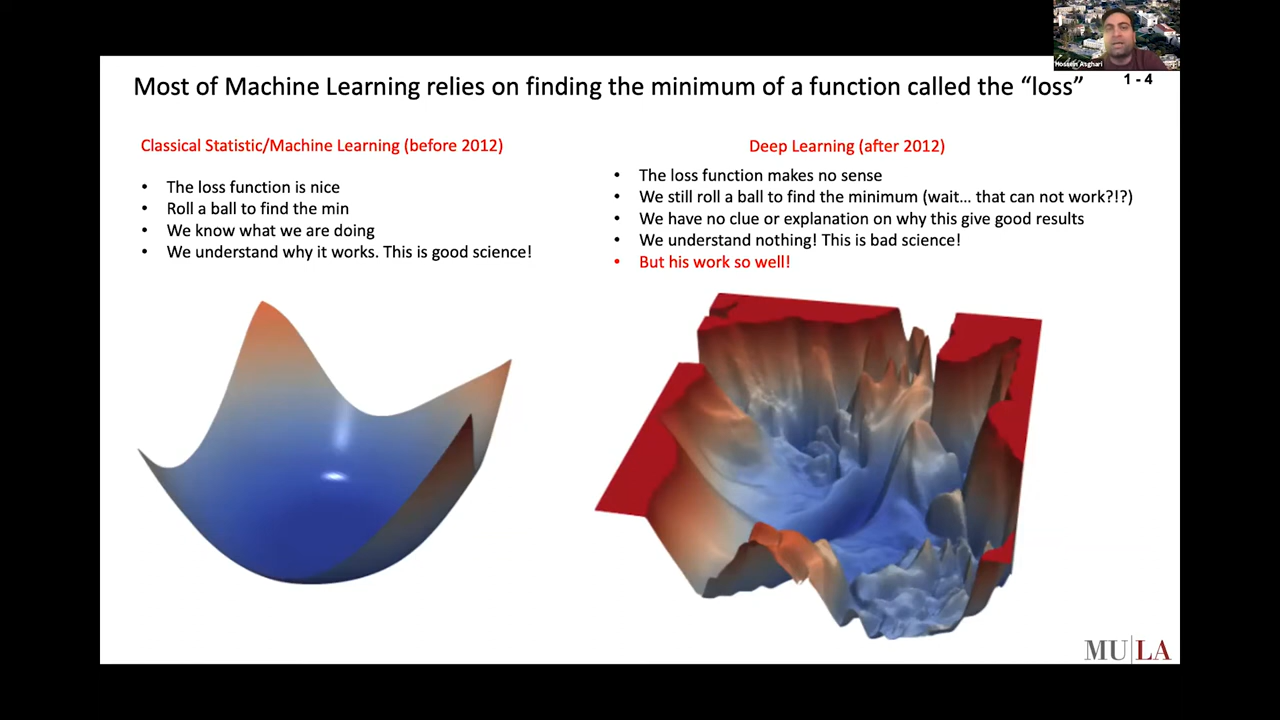 Hossein Asghari
Most of Machine Learning relies on finding the minimum of a function called the “loss”
1 - 4
Classical Statistic/Machine Learning (before 2012)
• The loss function is nice
• Roll a ball to find the min
• We know what we are doing
• We understand why it works. This is good science!
Deep Learning (after 2012)
• The loss function makes no sense
• We still roll a ball to find the minimum (wait… that can not work?!?)
• We have no clue or explanation on why this give good results
• We understand nothing! This is bad science!
• But his work so well!
MU|LA